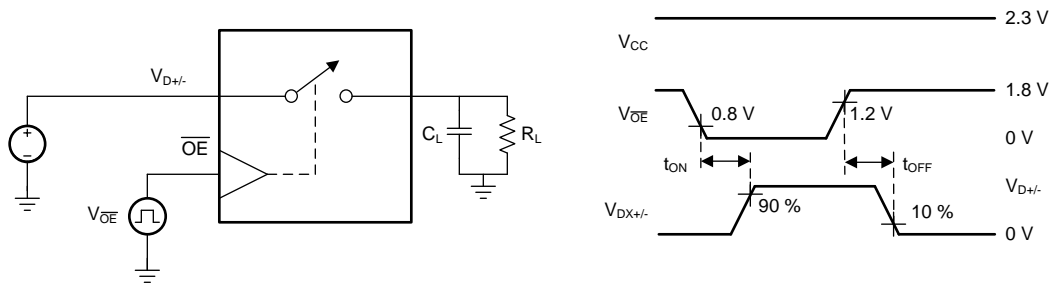 V_D+/-
+
−
OE̅
C_L
R_L
V_OE̅
2.3 V
V_CC
1.8 V
V_OE̅
0.8 V
1.2 V
0 V
t_ON
t_OFF
V_D+/-
V_DX+/-
90 %
10 %
0 V